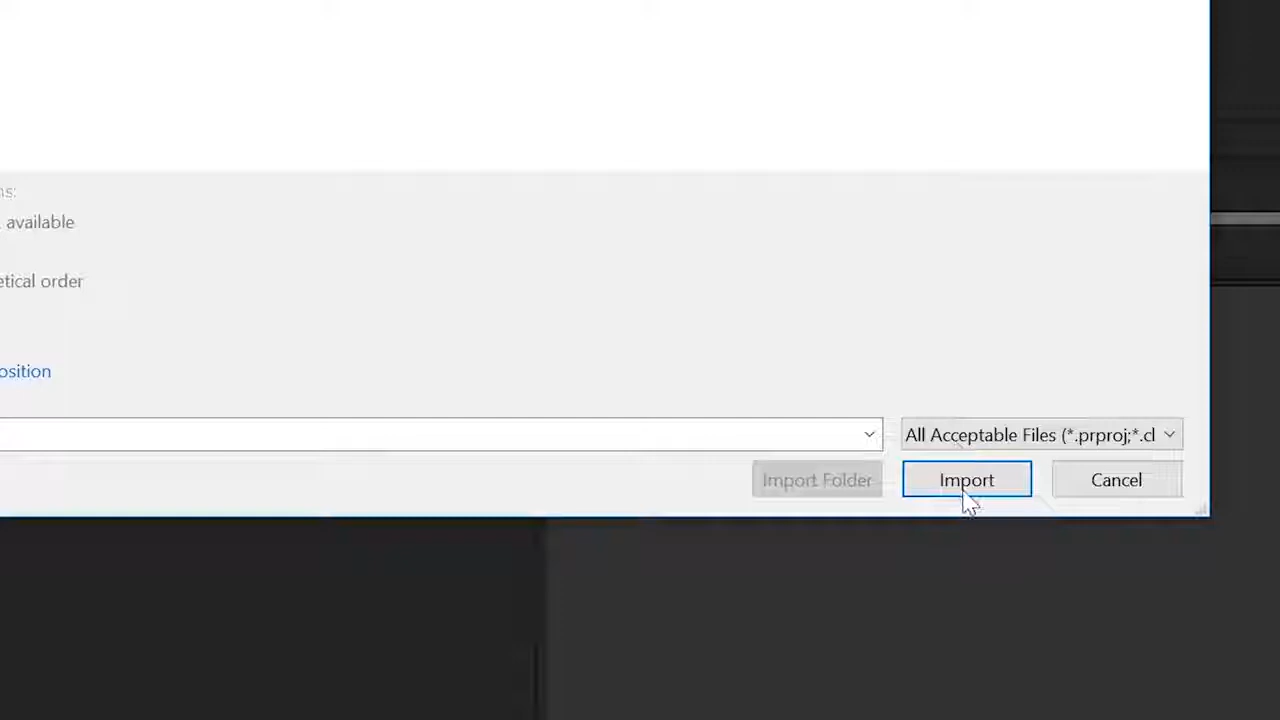 ns:
available
etical order
osition
All Acceptable Files (*.prproj;*.cl
Import Folder Import Cancel